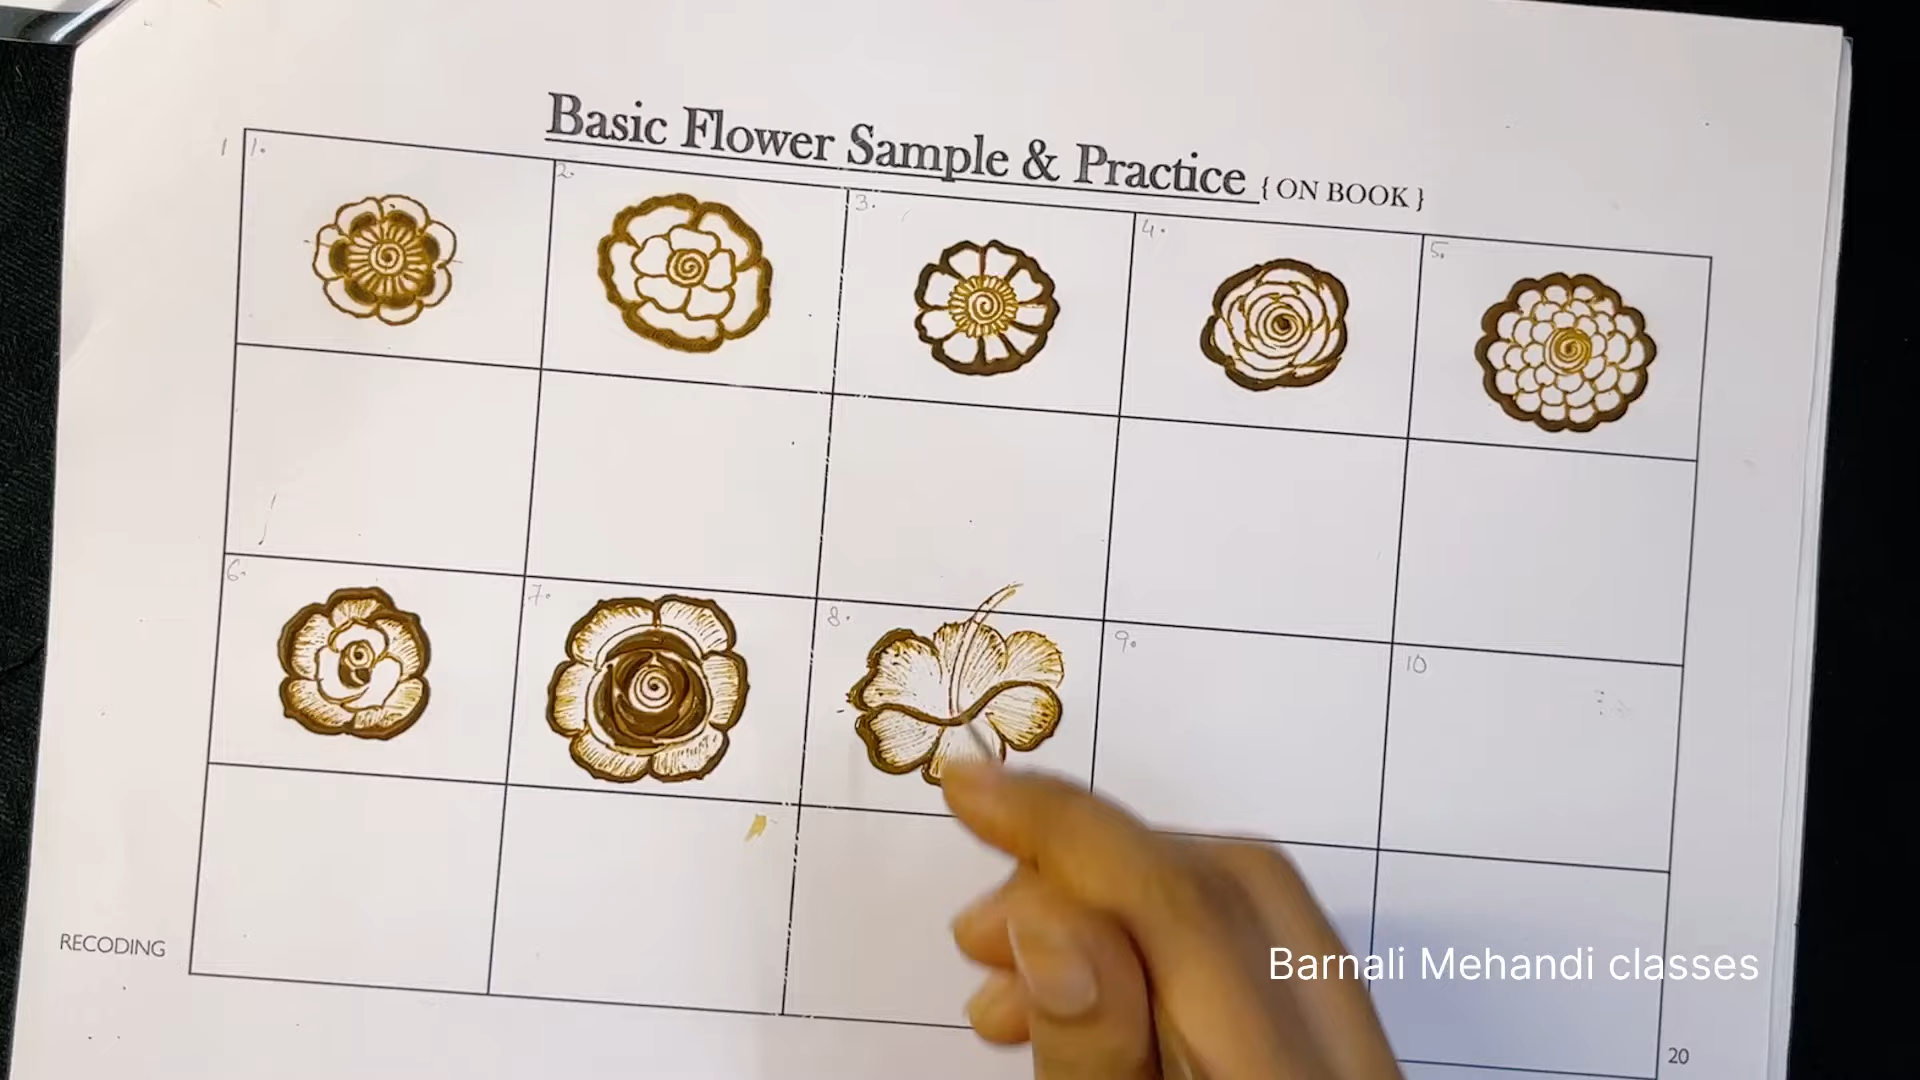 Basic Flower Sample & Practice { ON BOOK }
1 1. 2. 3. 4. 5.
6. 7. 8. 9. 10
RECODING
Barnali Mehandi classes
20